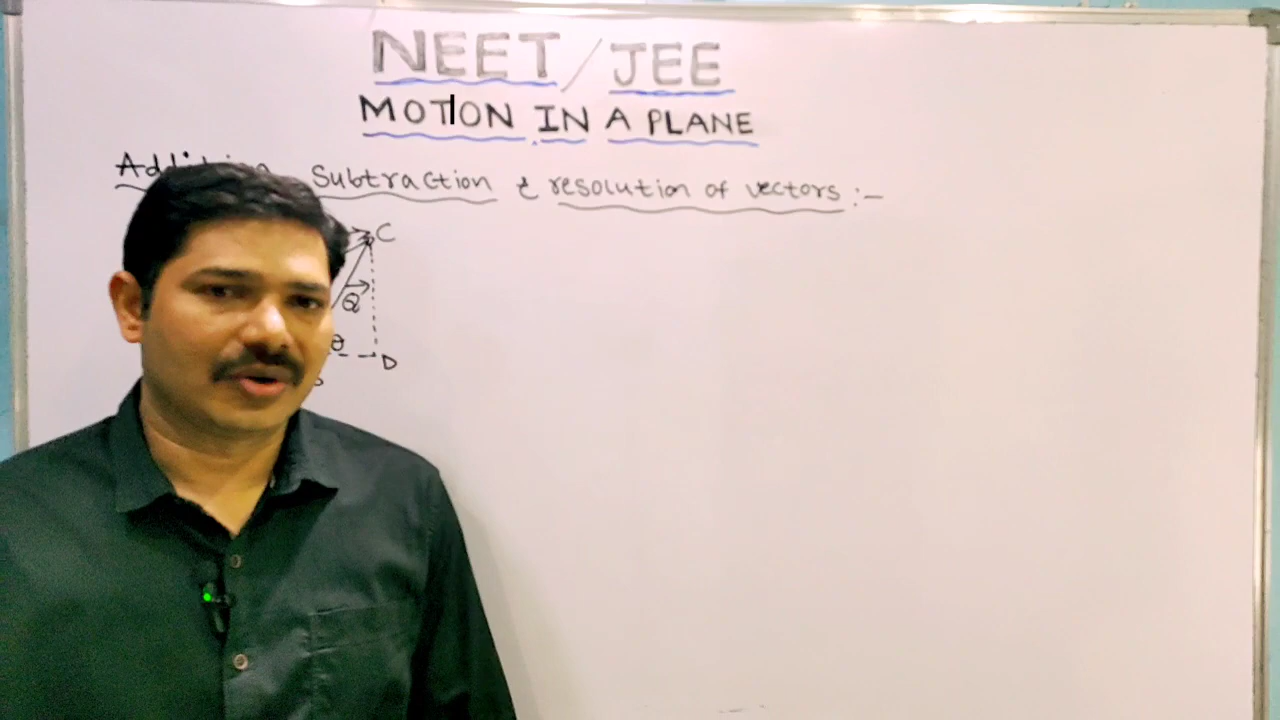 NEET/JEE
MOTION IN A PLANE
Subtraction & resolution of vectors :-
C
Q
θ
D